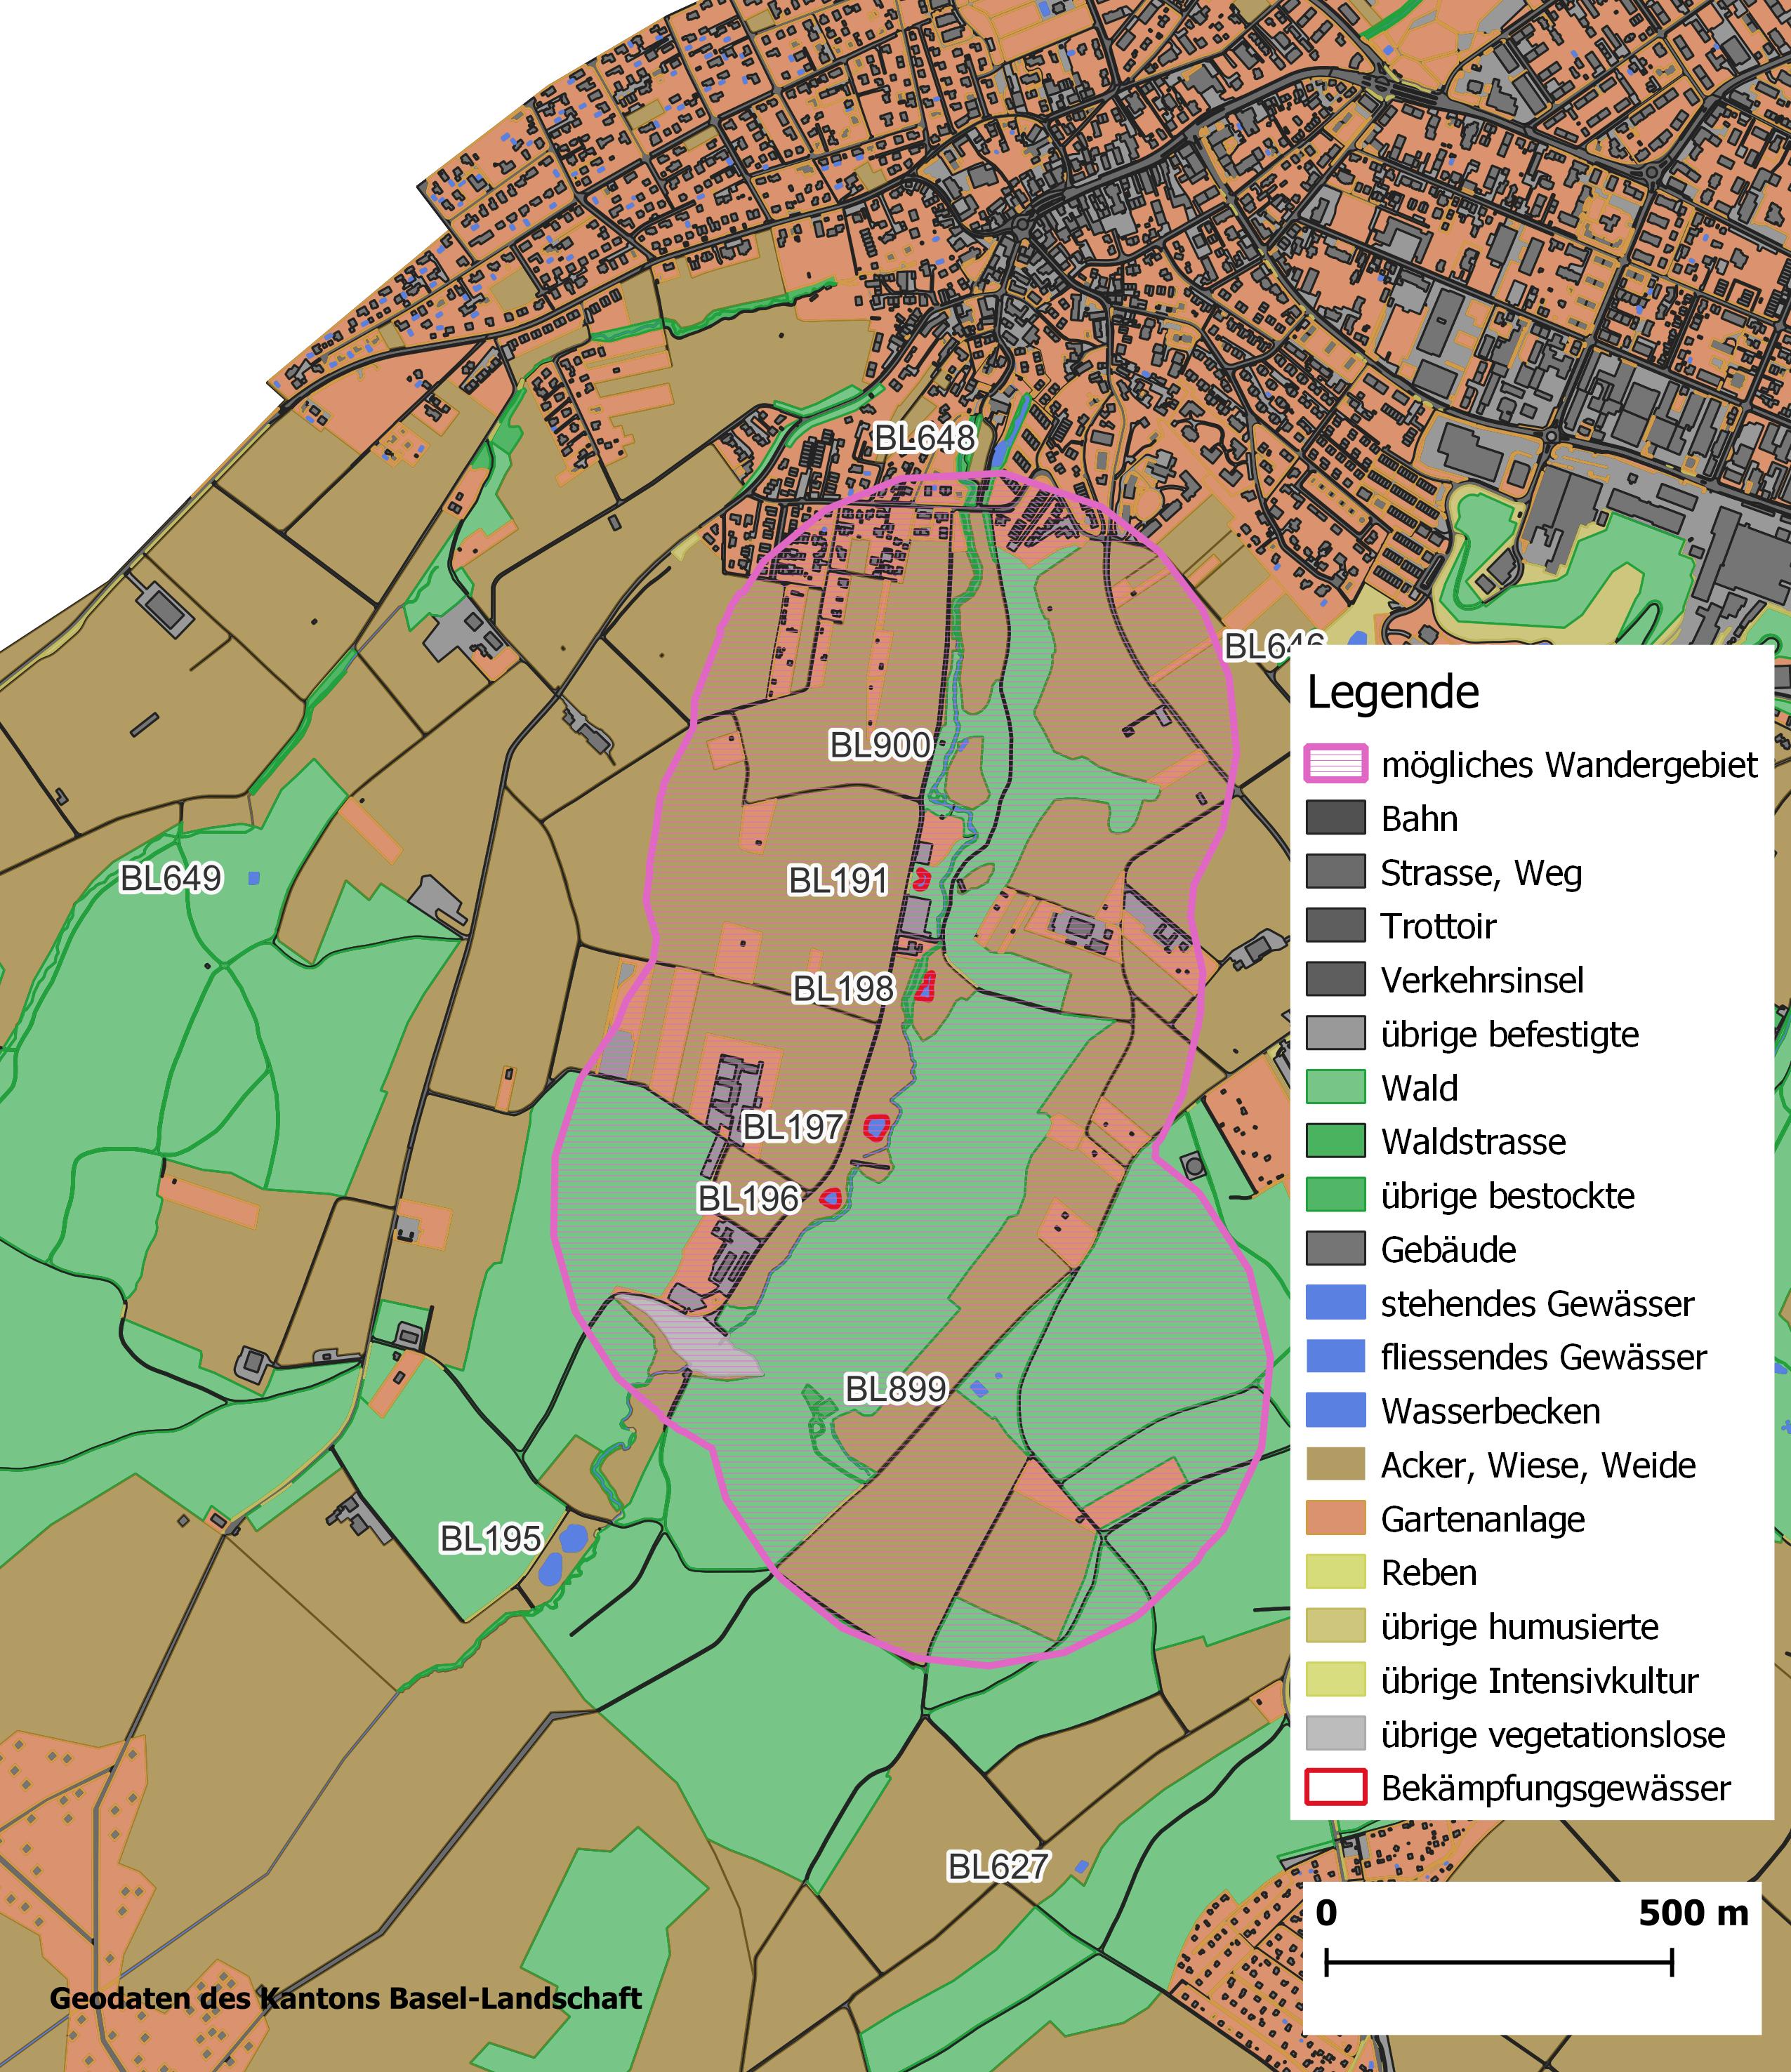 BL648
BL646
BL900
BL649
BL191
BL198
BL197
BL196
BL899
BL195
BL627
Legende
mögliches Wandergebiet
Bahn
Strasse, Weg
Trottoir
Verkehrsinsel
übrige befestigte
Wald
Waldstrasse
übrige bestockte
Gebäude
stehendes Gewässer
fliessendes Gewässer
Wasserbecken
Acker, Wiese, Weide
Gartenanlage
Reben
übrige humusierte
übrige Intensivkultur
übrige vegetationslose
Bekämpfungsgewässer
0 500 m
Geodaten des Kantons Basel-Landschaft